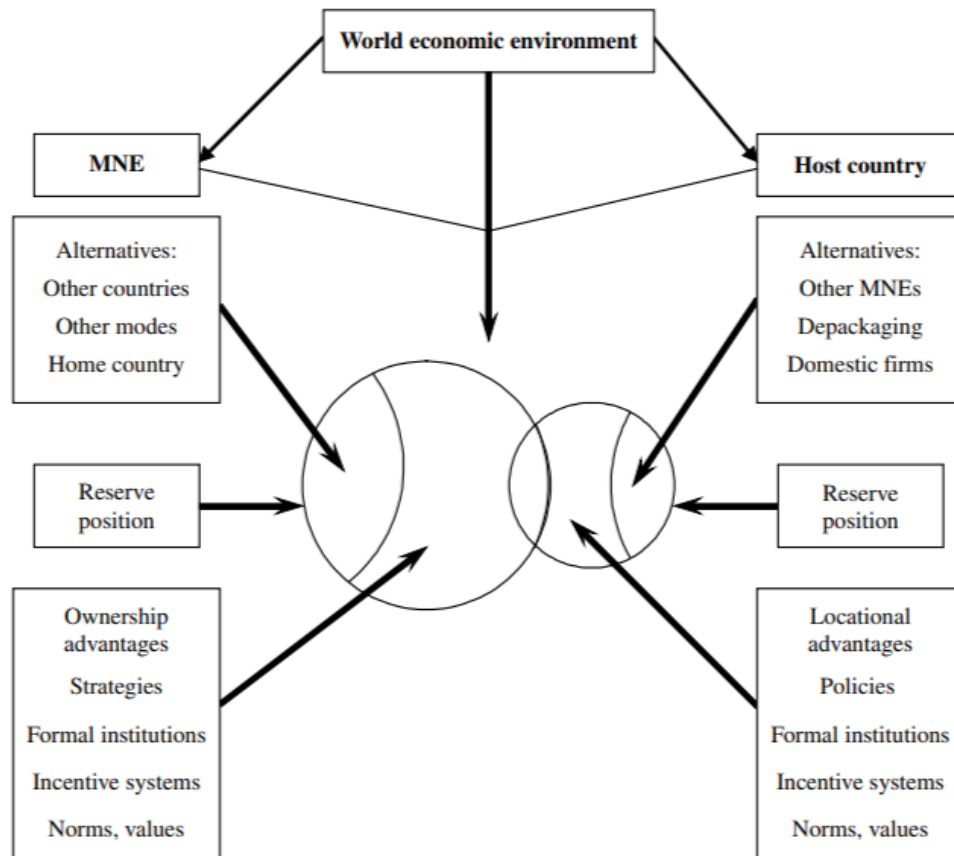 World economic environment
MNE
Host country
Alternatives:
Other countries
Other modes
Home country
Alternatives:
Other MNEs
Depackaging
Domestic firms
Reserve
position
Reserve
position
Ownership
advantages
Strategies
Formal institutions
Incentive systems
Norms, values
Locational
advantages
Policies
Formal institutions
Incentive systems
Norms, values